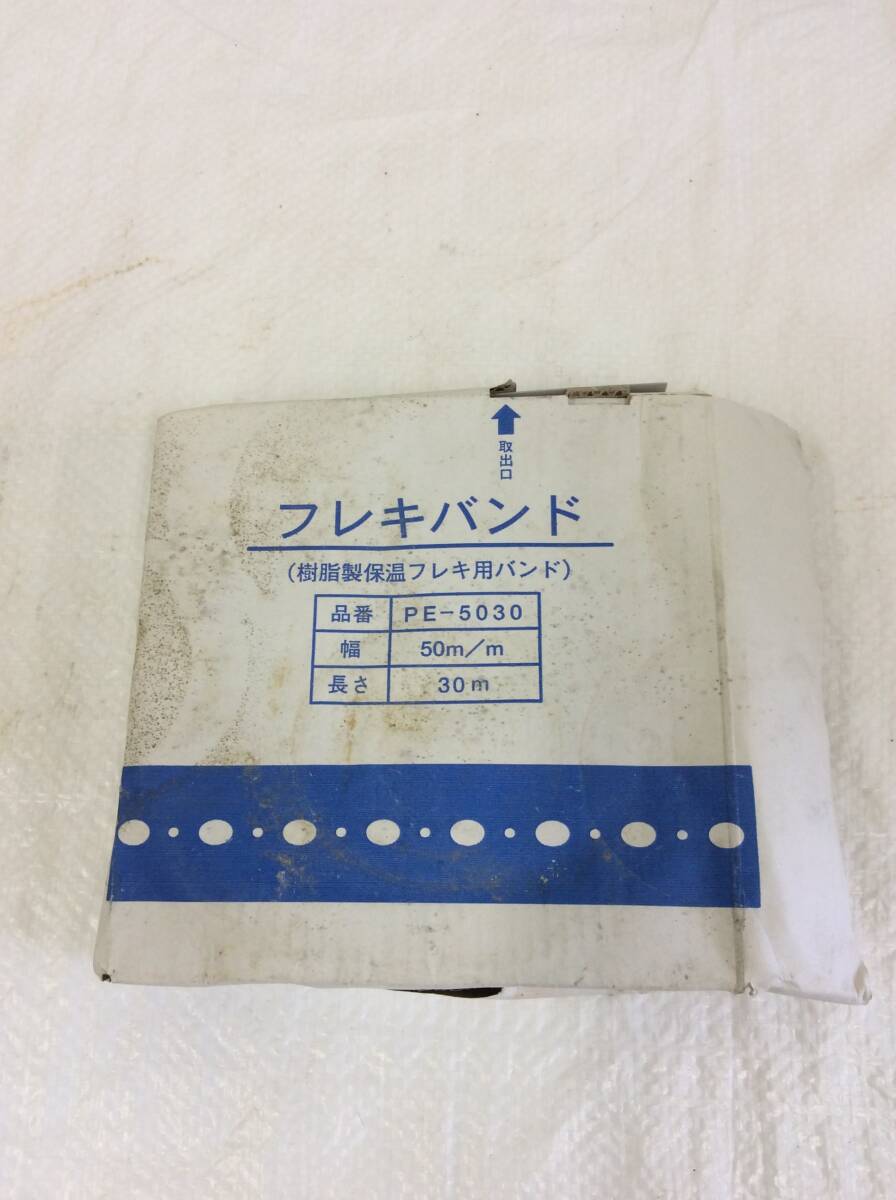 取出口
フレキバンド
(樹脂製保温フレキ用バンド)
品番 PE-5030
幅 50m/m
長さ 30m